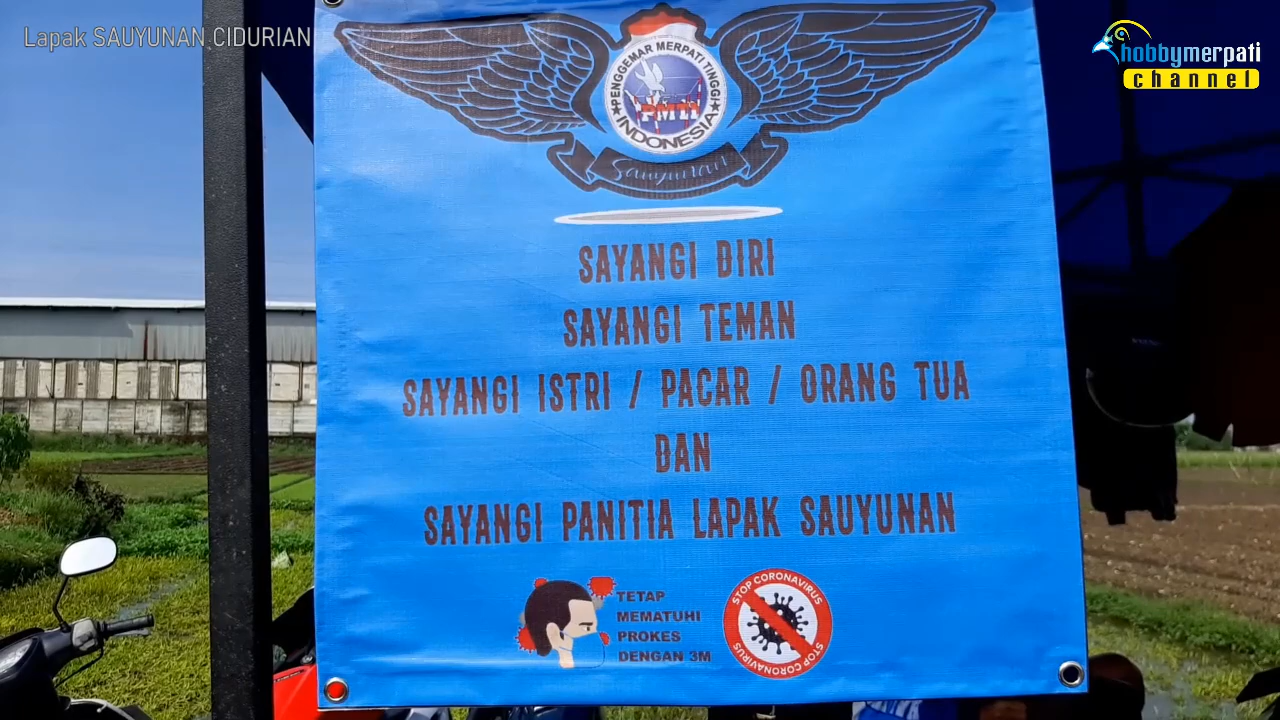 Lapak SAUYUNAN CIDURIAN
hobbymerpati
channel
PENGGEMAR MERPATI TINGGI
PMTI
INDONESIA
Sauyunan
SAYANGI DIRI
SAYANGI TEMAN
SAYANGI ISTRI / PACAR / ORANG TUA
DAN
SAYANGI PANITIA LAPAK SAUYUNAN
TETAP
MEMATUHI
PROKES
DENGAN 3M
STOP CORONAVIRUS
STOP CORONAVIRUS